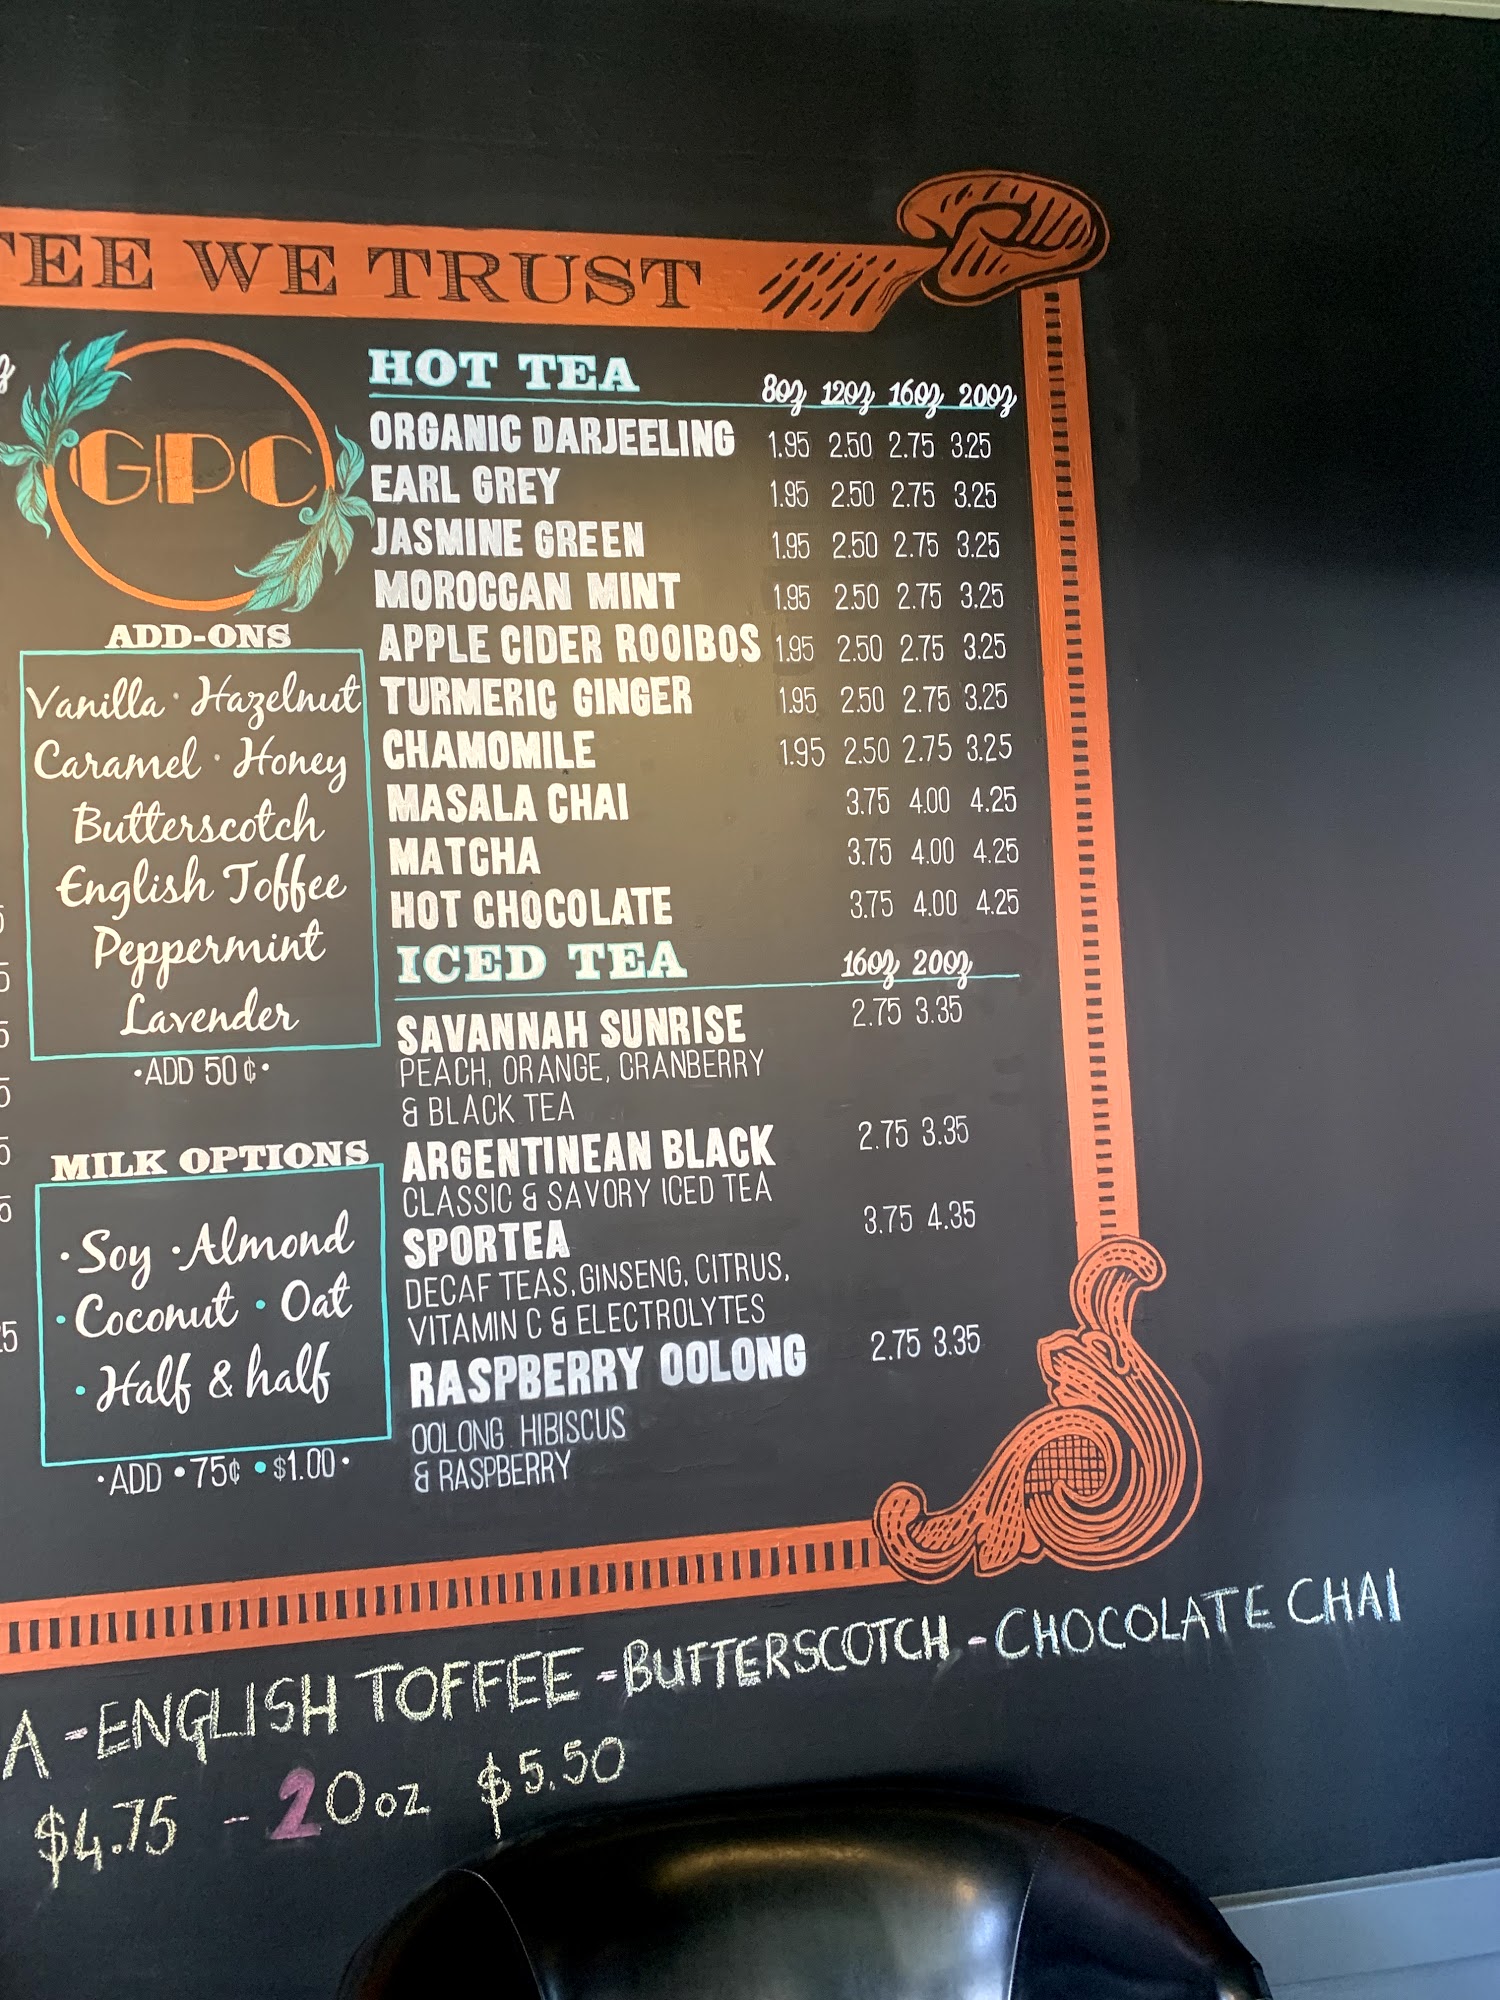 TEE WE TRUST
GPC
ADD-ONS
Vanilla · Hazelnut
Caramel · Honey
Butterscotch
English Toffee
Peppermint
Lavender
·ADD 50¢·
MILK OPTIONS
·Soy ·Almond
·Coconut · Oat
·Half & half
·ADD •75¢ •$1.00·
HOT TEA 8oz 12oz 16oz 20oz
ORGANIC DARJEELING 1.95 2.50 2.75 3.25
EARL GREY 1.95 2.50 2.75 3.25
JASMINE GREEN 1.95 2.50 2.75 3.25
MOROCCAN MINT 1.95 2.50 2.75 3.25
APPLE CIDER ROOIBOS 1.95 2.50 2.75 3.25
TURMERIC GINGER 1.95 2.50 2.75 3.25
CHAMOMILE 1.95 2.50 2.75 3.25
MASALA CHAI 3.75 4.00 4.25
MATCHA 3.75 4.00 4.25
HOT CHOCOLATE 3.75 4.00 4.25
ICED TEA 16oz 20oz
SAVANNAH SUNRISE 2.75 3.35
PEACH, ORANGE, CRANBERRY
& BLACK TEA
ARGENTINEAN BLACK 2.75 3.35
CLASSIC & SAVORY ICED TEA
SPORTEA 3.75 4.35
DECAF TEAS, GINSENG, CITRUS,
VITAMIN C & ELECTROLYTES
RASPBERRY OOLONG 2.75 3.35
OOLONG, HIBISCUS
& RASPBERRY
A - ENGLISH TOFFEE - BUTTERSCOTCH - CHOCOLATE CHAI
$4.75 - 20oz $5.50